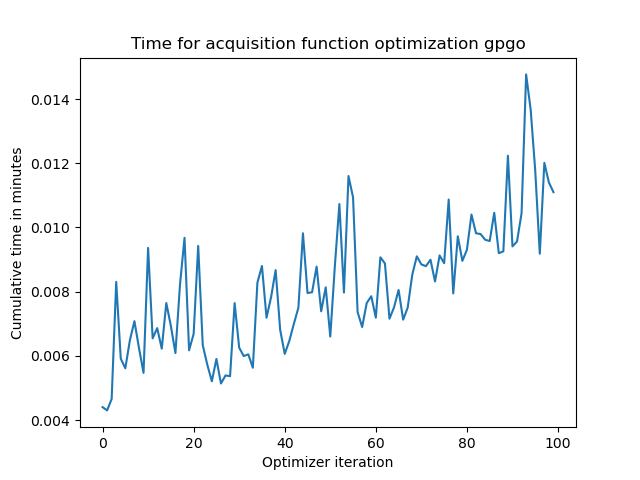 Time for acquisition function optimization gpgo
Cumulative time in minutes
0.014
0.012
0.010
0.008
0.006
0.004
0 20 40 60 80 100
Optimizer iteration